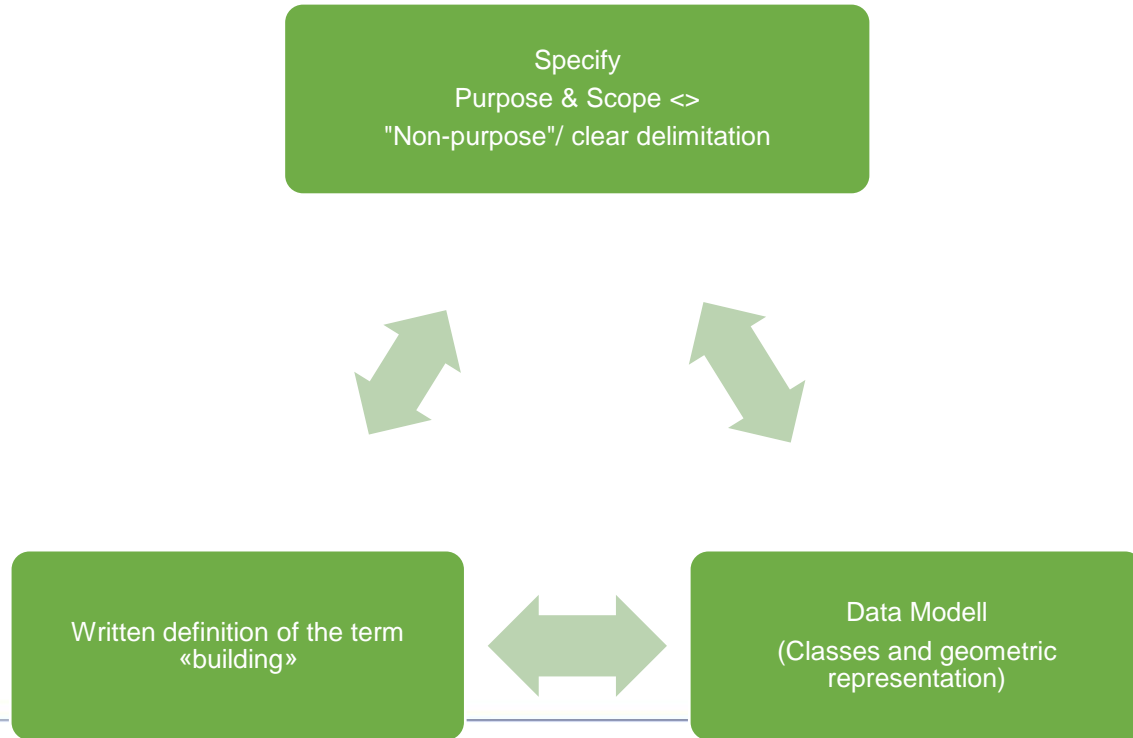 Specify
Purpose & Scope <>
"Non-purpose"/ clear delimitation
Written definition of the term
«building»
Data Modell
(Classes and geometric
representation)